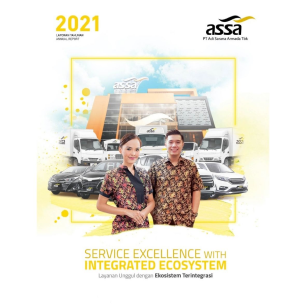 2021
LAPORAN TAHUNAN
ANNUAL REPORT
assa
PT Adi Sarana Armada Tbk
assa
SERVICE EXCELLENCE WITH
INTEGRATED ECOSYSTEM
Layanan Unggul dengan Ekosistem Terintegrasi